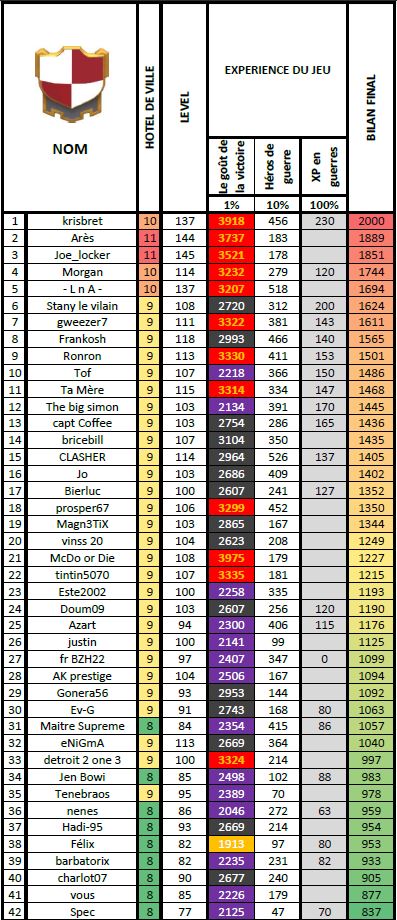 NOM
HOTEL DE VILLE
LEVEL
EXPERIENCE DU JEU
Le goût de la victoire
Héros de guerre
XP en guerres
BILAN FINAL
1% 10% 100%
1 krisbret 10 137 3918 456 230 2000
2 Arès 11 144 3737 183 1889
3 Joe_locker 11 145 3521 178 1851
4 Morgan 10 114 3232 279 120 1744
5 - L n A - 10 137 3207 518 1694
6 Stany le vilain 9 108 2720 312 200 1624
7 gweezer7 9 111 3322 381 143 1611
8 Frankosh 9 118 2993 466 140 1565
9 Ronron 9 113 3330 411 153 1501
10 Tof 9 107 2218 366 150 1486
11 Ta Mère 9 115 3314 334 147 1468
12 The big simon 9 103 2134 391 170 1445
13 capt Coffee 9 103 2754 286 165 1436
14 bricebill 9 107 3104 350 1435
15 CLASHER 9 114 2964 526 137 1405
16 Jo 9 103 2686 409 1402
17 Bierluc 9 100 2607 241 127 1352
18 prosper67 9 106 3299 452 1350
19 Magn3TiX 9 103 2865 167 1344
20 vinss 20 9 104 2623 208 1249
21 McDo or Die 9 108 3975 179 1227
22 tintin5070 9 107 3335 181 1215
23 Este2002 9 100 2258 335 1193
24 Doum09 9 103 2607 256 120 1190
25 Azart 9 94 2300 406 115 1176
26 justin 9 100 2141 99 1125
27 fr BZH22 9 97 2407 347 0 1099
28 AK prestige 9 104 2506 167 1094
29 Gonera56 9 93 2953 144 1092
30 Ev-G 9 91 2743 168 80 1063
31 Maitre Supreme 8 84 2354 415 86 1057
32 eNiGmA 9 113 2669 364 1040
33 detroit 2 one 3 9 100 3324 214 997
34 Jen Bowi 8 85 2498 102 88 983
35 Tenebraos 9 95 2389 70 978
36 nenes 8 86 2046 272 63 959
37 Hadi-95 8 93 2669 214 954
38 Félix 8 82 1913 97 80 953
39 barbatorix 8 82 2235 231 82 933
40 charlot07 8 90 2677 240 905
41 vous 8 85 2226 179 877
42 Spec 8 77 2125 47 70 837